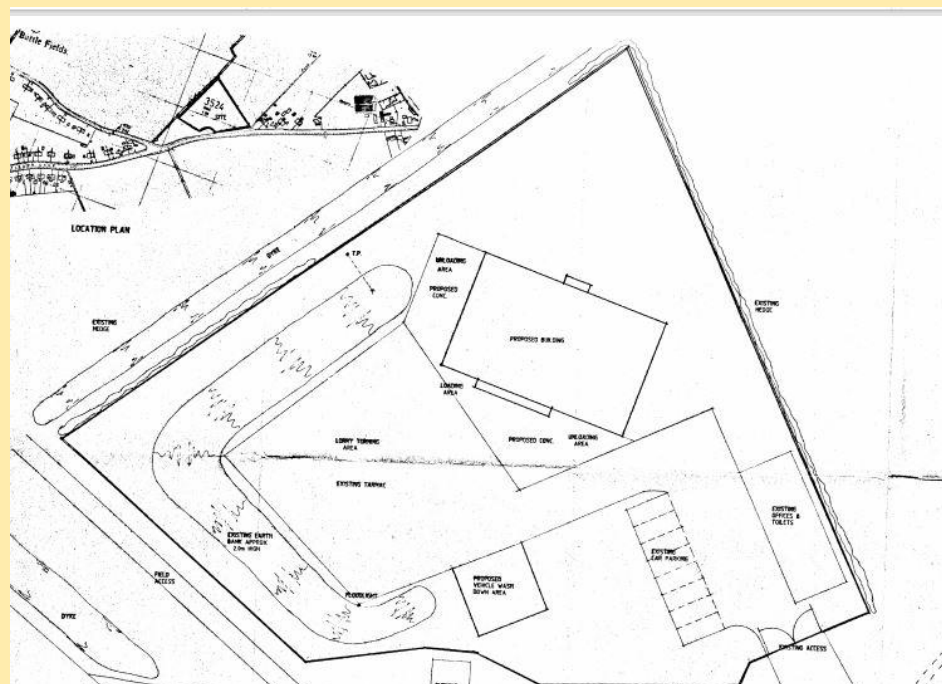 Battle Fields.
3524
SITE
LOCATION PLAN
DYKE
T.P.
UNLOADING
AREA
PROPOSED
CONC.
EXISTING
HEDGE
EXISTING
HEDGE
PROPOSED BUILDING
LOADING
AREA
LORRY TURNING
AREA
PROPOSED CONC.
UNLOADING
AREA
EXISTING TARMAC
EXISTING EARTH
BANK APPROX
2.0m HIGH
EXISTING
OFFICES &
TOILETS
EXISTING
CAR PARKING
FIELD
ACCESS
PROPOSED
VEHICLE WASH
DOWN AREA
FLOODLIGHT
DYKE
EXISTING ACCESS